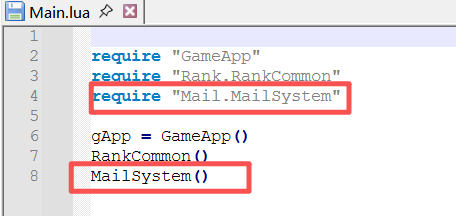 Main.lua
1
2 require "GameApp"
3 require "Rank.RankCommon"
4 require "Mail.MailSystem"
5
6 gApp = GameApp()
7 RankCommon()
8 MailSystem()